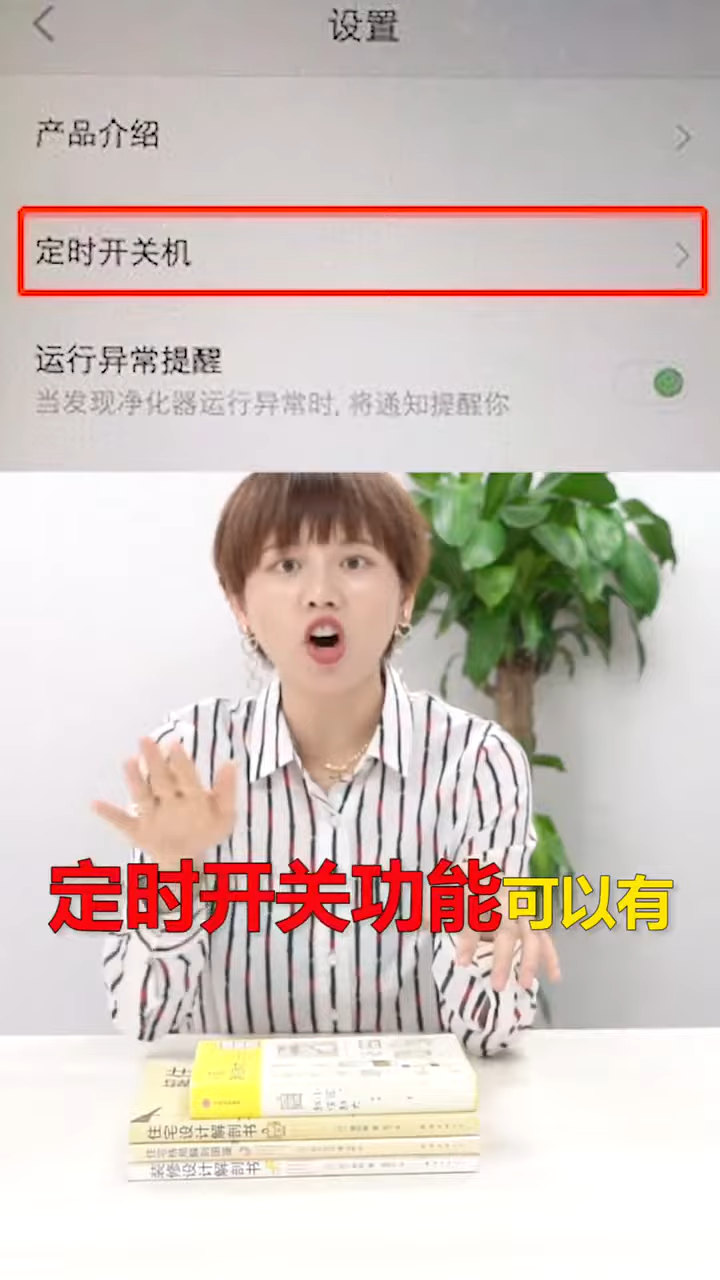 设置
产品介绍
定时开关机
运行异常提醒
当发现净化器运行异常时, 将通知提醒你
定时开关功能可以有
住宅设计解剖书
装修设计解剖书